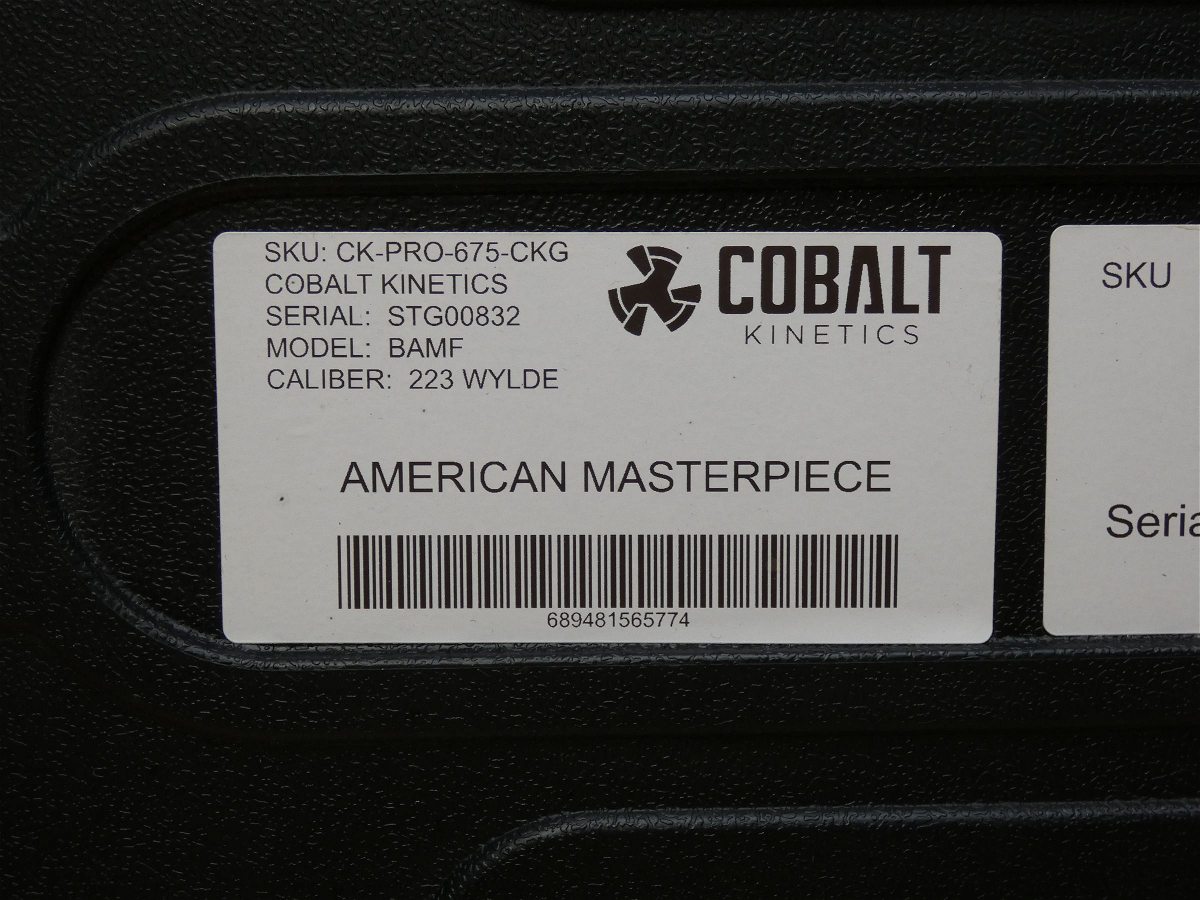 SKU: CK-PRO-675-CKG
COBALT KINETICS
SERIAL: STG00832
MODEL: BAMF
CALIBER: 223 WYLDE
COBALT
KINETICS
AMERICAN MASTERPIECE
689481565774
SKU
Seria